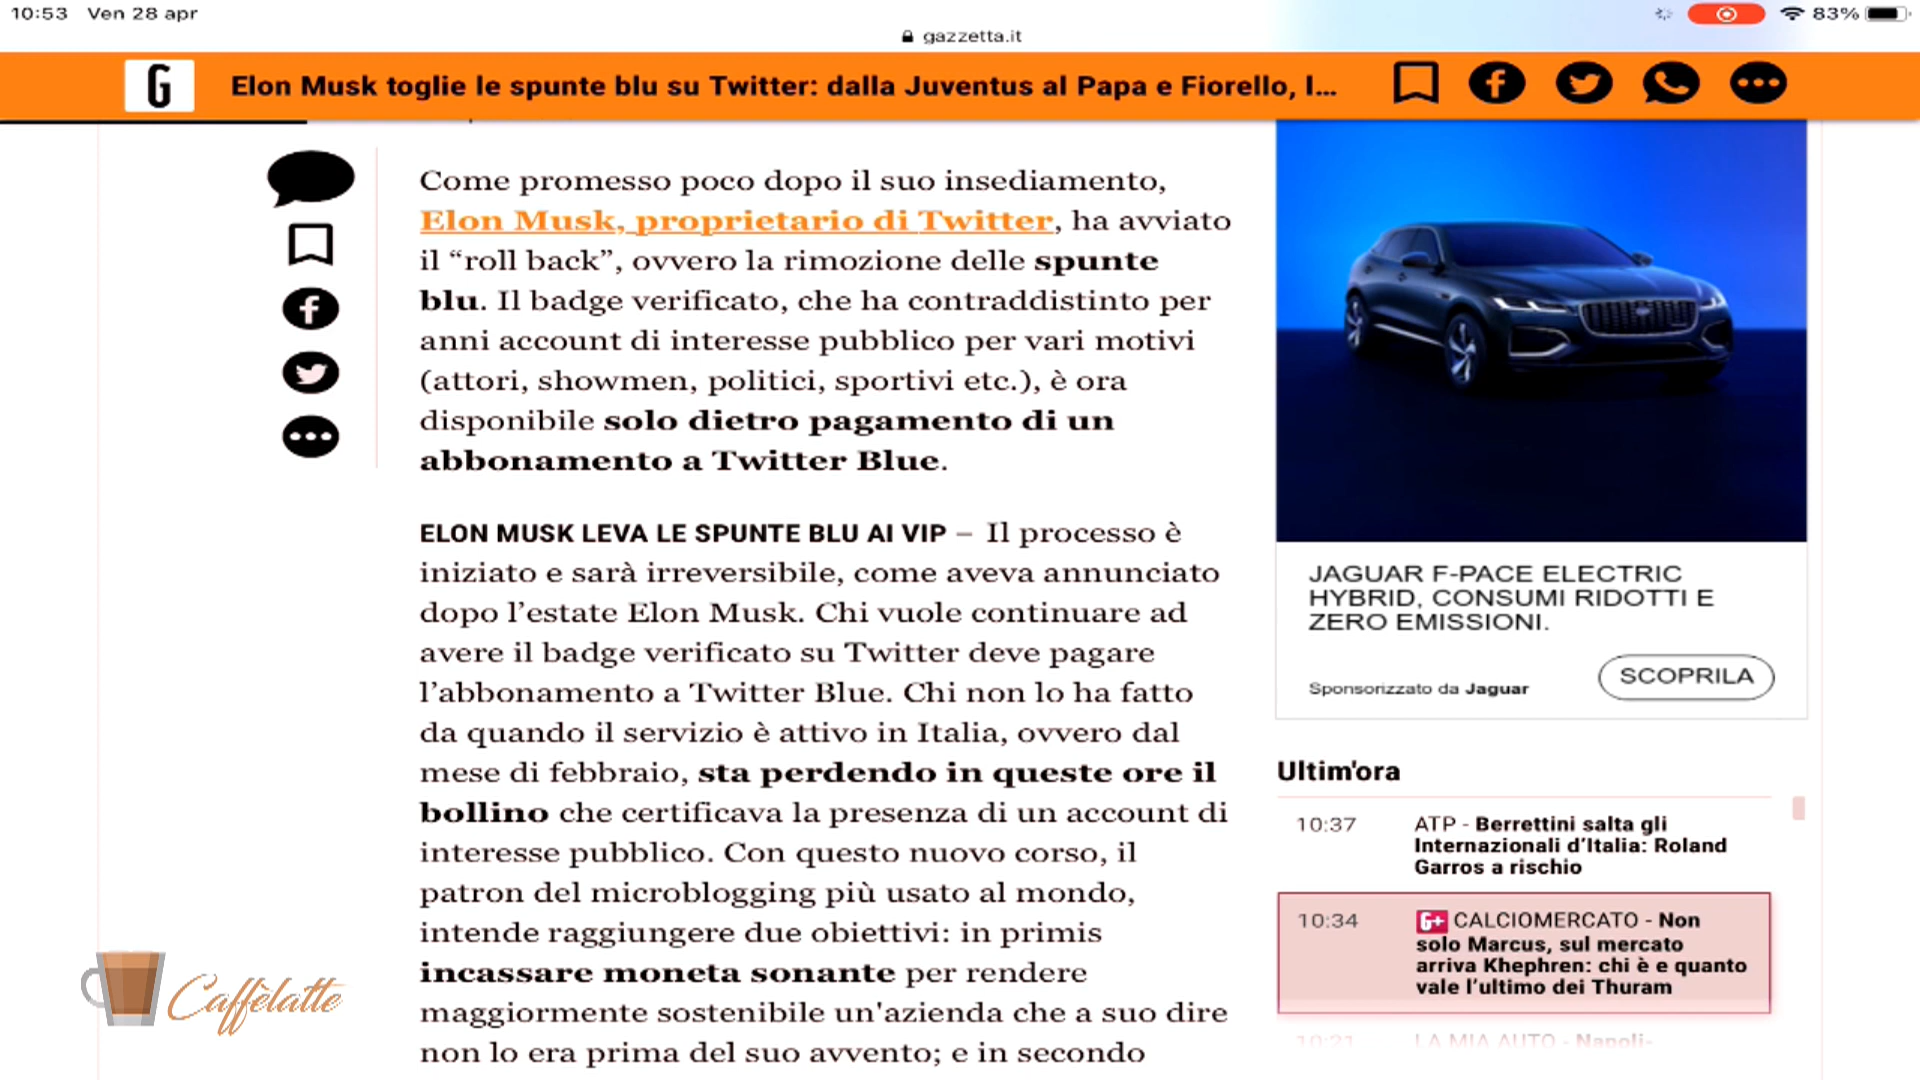 10:53 Ven 28 apr
83%
gazzetta.it
G
Elon Musk toglie le spunte blu su Twitter: dalla Juventus al Papa e Fiorello, l...
Come promesso poco dopo il suo insediamento,
Elon Musk, proprietario di Twitter, ha avviato
il “roll back”, ovvero la rimozione delle spunte
blu. Il badge verificato, che ha contraddistinto per
anni account di interesse pubblico per vari motivi
(attori, showmen, politici, sportivi etc.), è ora
disponibile solo dietro pagamento di un
abbonamento a Twitter Blue.
ELON MUSK LEVA LE SPUNTE BLU AI VIP – Il processo è
iniziato e sarà irreversibile, come aveva annunciato
dopo l’estate Elon Musk. Chi vuole continuare ad
avere il badge verificato su Twitter deve pagare
l’abbonamento a Twitter Blue. Chi non lo ha fatto
da quando il servizio è attivo in Italia, ovvero dal
mese di febbraio, sta perdendo in queste ore il
bollino che certificava la presenza di un account di
interesse pubblico. Con questo nuovo corso, il
patron del microblogging più usato al mondo,
intende raggiungere due obiettivi: in primis
incassare moneta sonante per rendere
maggiormente sostenibile un'azienda che a suo dire
non lo era prima del suo avvento; e in secondo
JAGUAR F-PACE ELECTRIC
HYBRID, CONSUMI RIDOTTI E
ZERO EMISSIONI.
Sponsorizzato da Jaguar
SCOPRILA
Ultim'ora
10:37
ATP - Berrettini salta gli
Internazionali d’Italia: Roland
Garros a rischio
10:34
G+ CALCIOMERCATO - Non
solo Marcus, sul mercato
arriva Khephren: chi è e quanto
vale l’ultimo dei Thuram
10:21
LA MIA AUTO - Napoli-
Caffèlatte